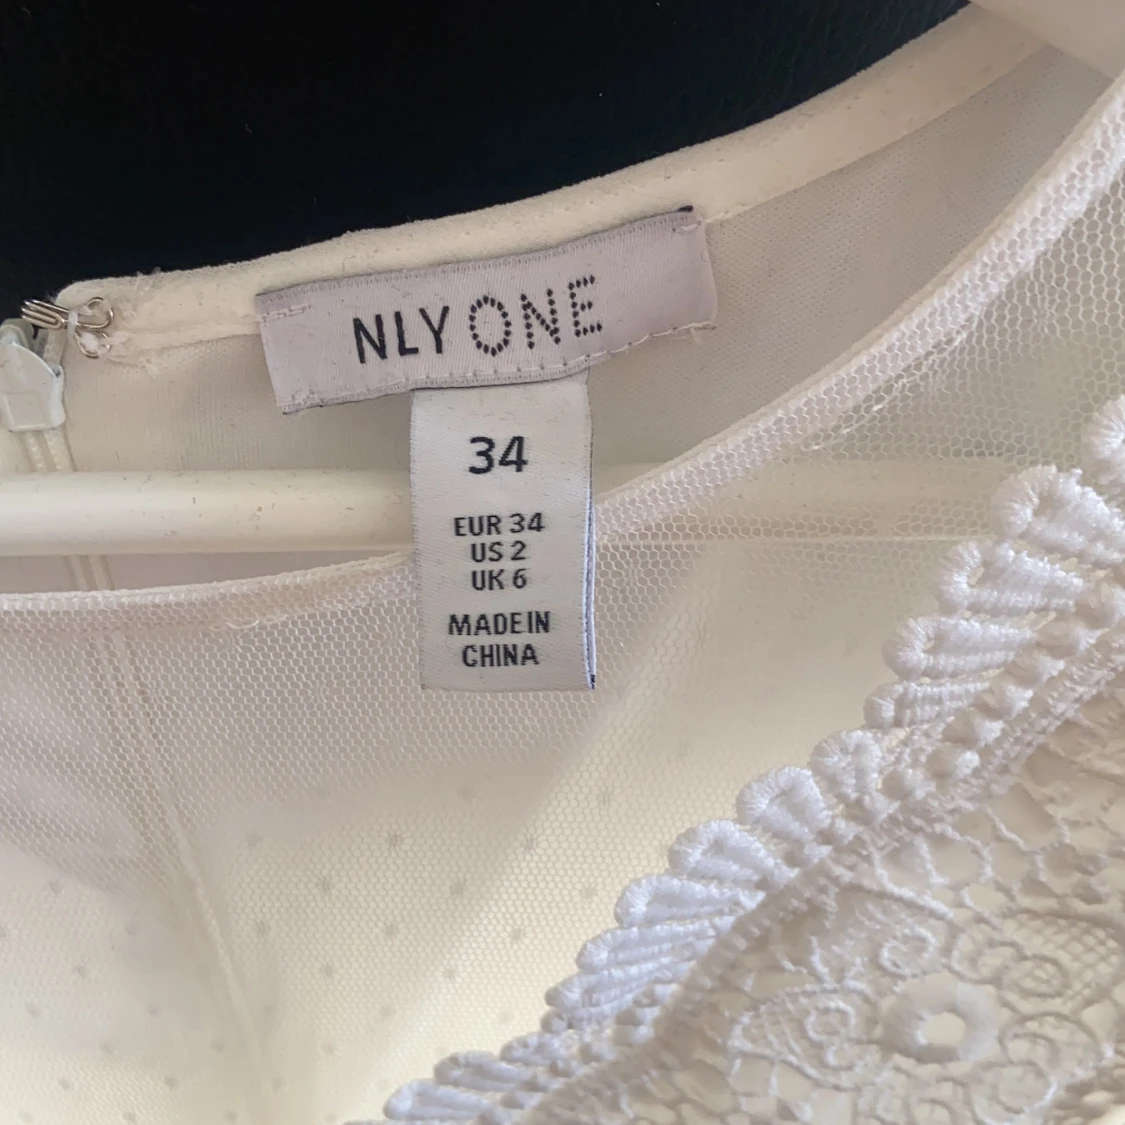 NLY ONE
34
EUR 34
US 2
UK 6
MADE IN
CHINA